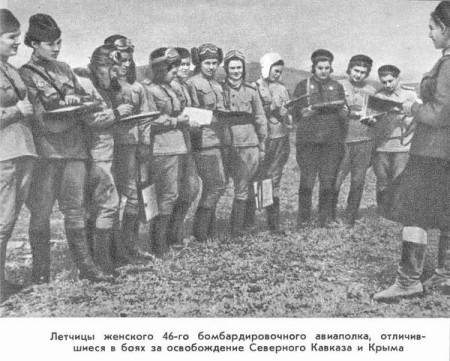 Летчицы женского 46-го бомбардировочного авиаполка, отличив-
шиеся в боях за освобождение Северного Кавказа и Крыма